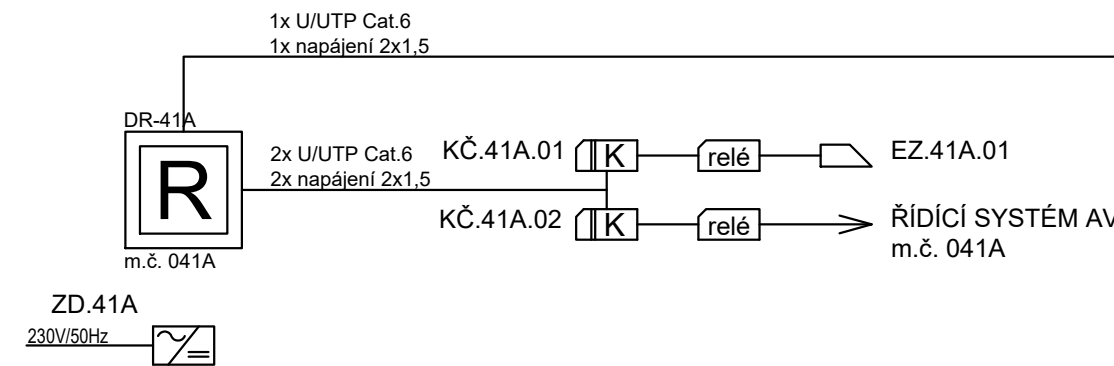 1x U/UTP Cat.6
1x napájení 2x1,5
DR-41A
R
m.č. 041A
2x U/UTP Cat.6
2x napájení 2x1,5
KČ.41A.01
K
relé
EZ.41A.01
KČ.41A.02
K
relé
ŘÍDÍCÍ SYSTÉM AV
m.č. 041A
ZD.41A
230V/50Hz